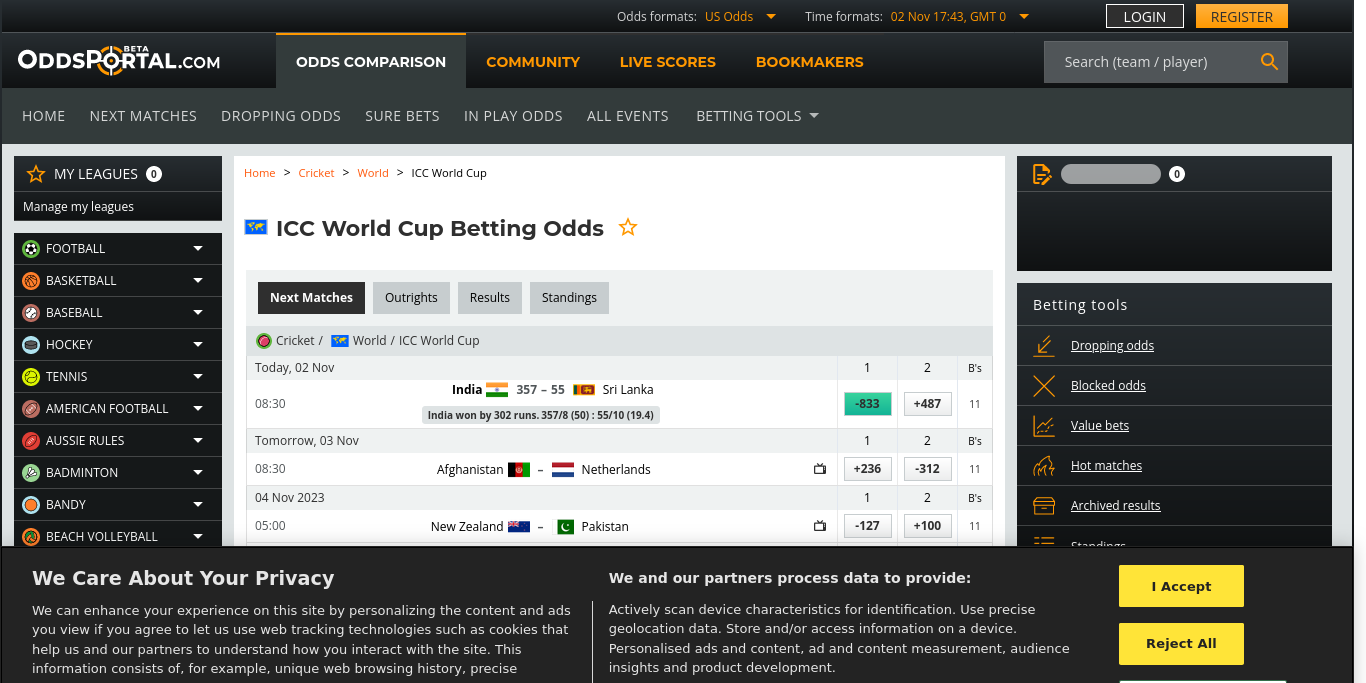 Odds formats: US Odds Time formats: 02 Nov 17:43, GMT 0 LOGIN REGISTER
ODDSPORTAL.COM BETA ODDS COMPARISON COMMUNITY LIVE SCORES BOOKMAKERS Search (team / player)
HOME NEXT MATCHES DROPPING ODDS SURE BETS IN PLAY ODDS ALL EVENTS BETTING TOOLS
MY LEAGUES 0
Manage my leagues
FOOTBALL
BASKETBALL
BASEBALL
HOCKEY
TENNIS
AMERICAN FOOTBALL
AUSSIE RULES
BADMINTON
BANDY
BEACH VOLLEYBALL
Home > Cricket > World > ICC World Cup
ICC World Cup Betting Odds
Next Matches Outrights Results Standings
Cricket / World / ICC World Cup
Today, 02 Nov 1 2 B's
India 357 – 55 Sri Lanka
08:30 -833 +487 11
India won by 302 runs. 357/8 (50) : 55/10 (19.4)
Tomorrow, 03 Nov 1 2 B's
08:30 Afghanistan – Netherlands +236 -312 11
04 Nov 2023 1 2 B's
05:00 New Zealand – Pakistan -127 +100 11
0
Betting tools
Dropping odds
Blocked odds
Value bets
Hot matches
Archived results
Standings
We Care About Your Privacy
We can enhance your experience on this site by personalizing the content and ads
you view if you agree to let us use web tracking technologies such as cookies that
help us and our partners to understand how you interact with the site. This
information consists of, for example, unique web browsing history, precise
We and our partners process data to provide:
Actively scan device characteristics for identification. Use precise
geolocation data. Store and/or access information on a device.
Personalised ads and content, ad and content measurement, audience
insights and product development.
I Accept
Reject All